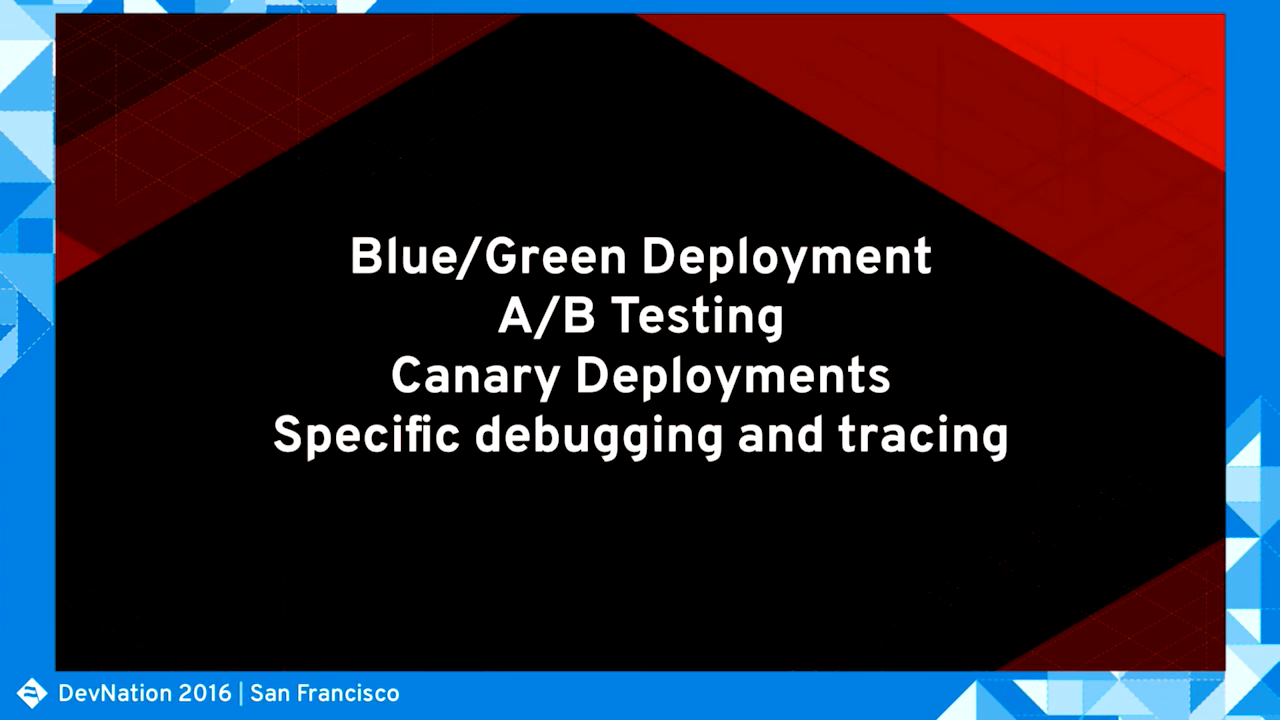 Blue/Green Deployment
A/B Testing
Canary Deployments
Specific debugging and tracing
DevNation 2016 | San Francisco